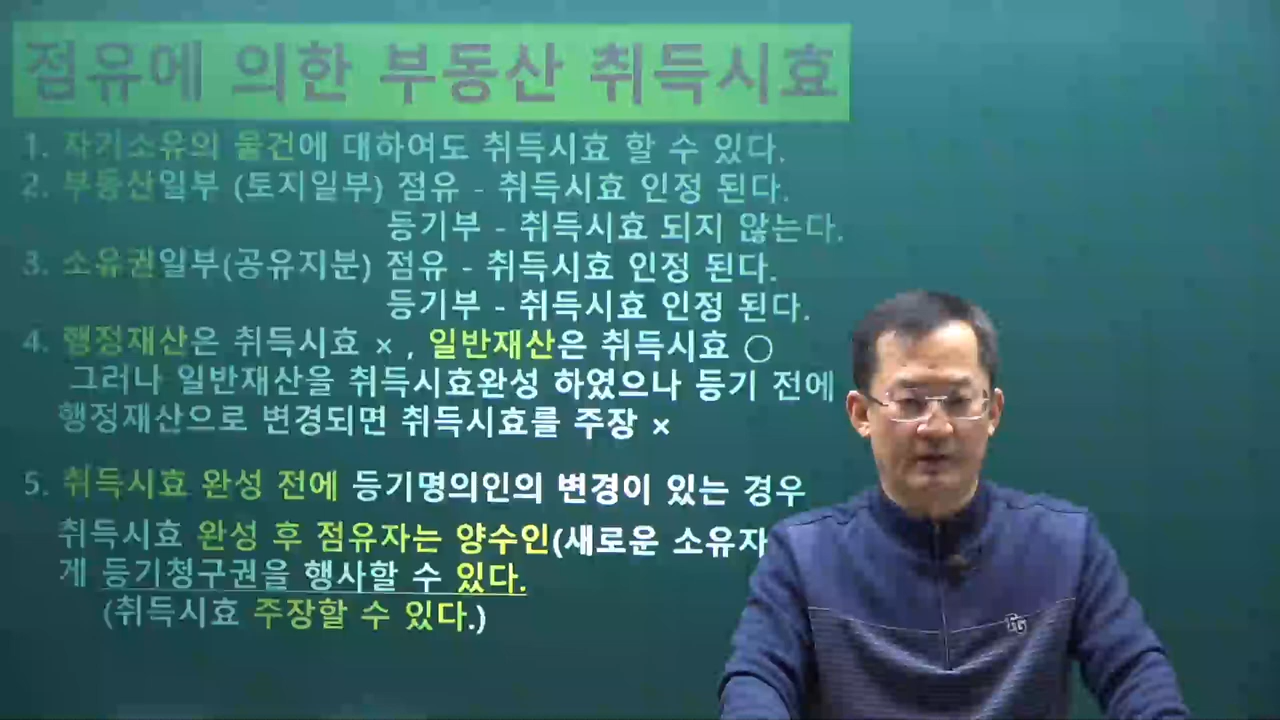 점유에 의한 부동산 취득시효
1. 자기소유의 물건에 대하여도 취득시효 할 수 있다.
2. 부동산일부 (토지일부) 점유 - 취득시효 인정 된다.
등기부 - 취득시효 되지 않는다.
3. 소유권일부(공유지분) 점유 - 취득시효 인정 된다.
등기부 - 취득시효 인정 된다.
4. 행정재산은 취득시효 × , 일반재산은 취득시효 ○
그러나 일반재산을 취득시효완성 하였으나 등기 전에
행정재산으로 변경되면 취득시효를 주장 ×
5. 취득시효 완성 전에 등기명의인의 변경이 있는 경우
취득시효 완성 후 점유자는 양수인(새로운 소유자
게 등기청구권을 행사할 수 있다.
(취득시효 주장할 수 있다.)